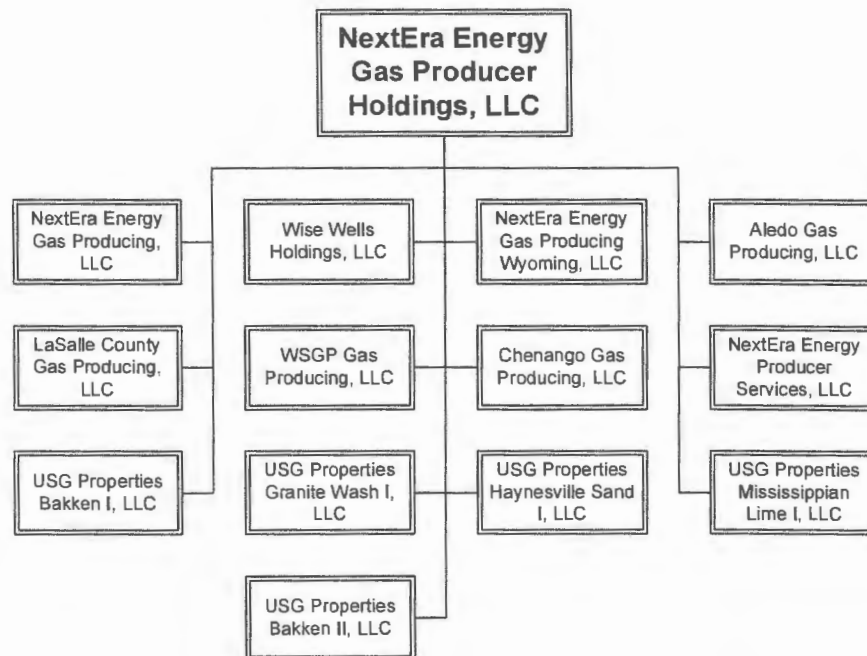 NextEra Energy
Gas Producer
Holdings, LLC
NextEra Energy
Gas Producing,
LLC
Wise Wells
Holdings, LLC
NextEra Energy
Gas Producing
Wyoming, LLC
Aledo Gas
Producing, LLC
LaSalle County
Gas Producing,
LLC
WSGP Gas
Producing, LLC
Chenango Gas
Producing, LLC
NextEra Energy
Producer
Services, LLC
USG Properties
Bakken I, LLC
USG Properties
Granite Wash I,
LLC
USG Properties
Haynesville Sand
I, LLC
USG Properties
Mississippian
Lime I, LLC
USG Properties
Bakken II, LLC